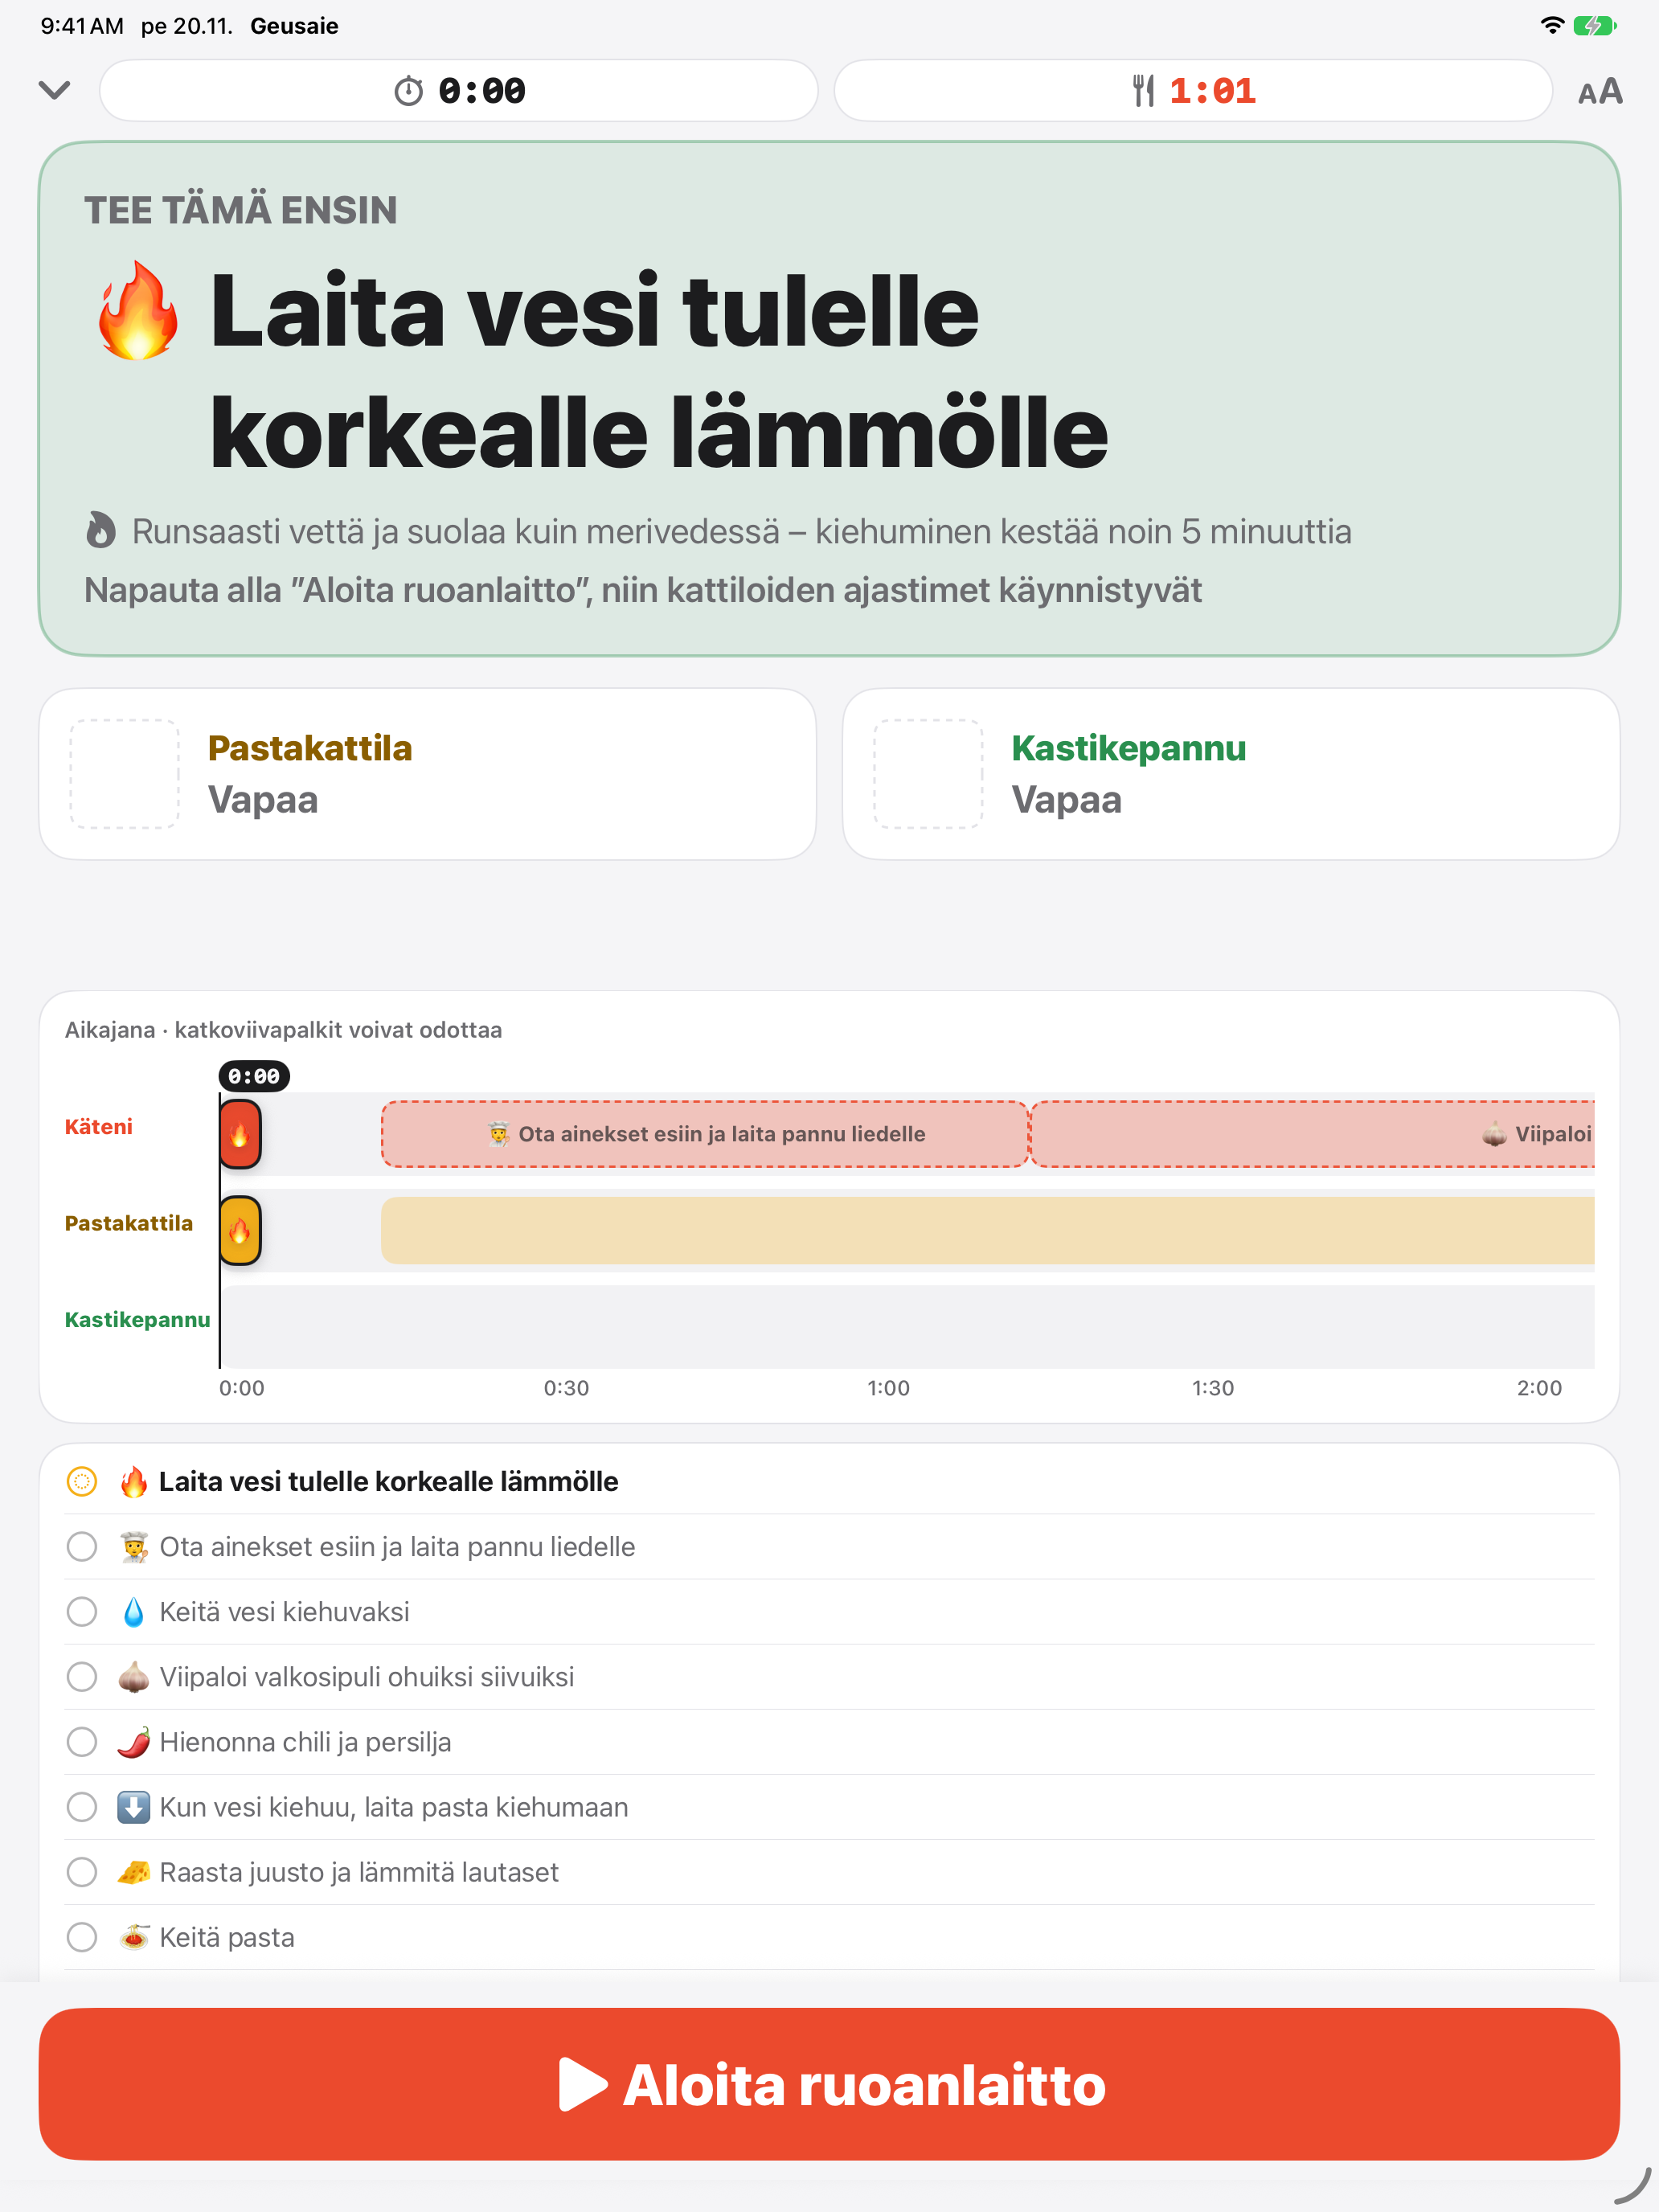 9:41 AM pe 20.11. Geusaie
0:00
1:01
AA
TEE TÄMÄ ENSIN
Laita vesi tulelle
korkealle lämmölle
Runsaasti vettä ja suolaa kuin merivedessä – kiehuminen kestää noin 5 minuuttia
Napauta alla ”Aloita ruoanlaitto”, niin kattiloiden ajastimet käynnistyvät
Pastakattila
Vapaa
Kastikepannu
Vapaa
Aikajana · katkoviivapalkit voivat odottaa
0:00
Käteni
Ota ainekset esiin ja laita pannu liedelle
Viipaloi
Pastakattila
Kastikepannu
0:00 0:30 1:00 1:30 2:00
Laita vesi tulelle korkealle lämmölle
Ota ainekset esiin ja laita pannu liedelle
Keitä vesi kiehuvaksi
Viipaloi valkosipuli ohuiksi siivuiksi
Hienonna chili ja persilja
Kun vesi kiehuu, laita pasta kiehumaan
Raasta juusto ja lämmitä lautaset
Keitä pasta
Aloita ruoanlaitto